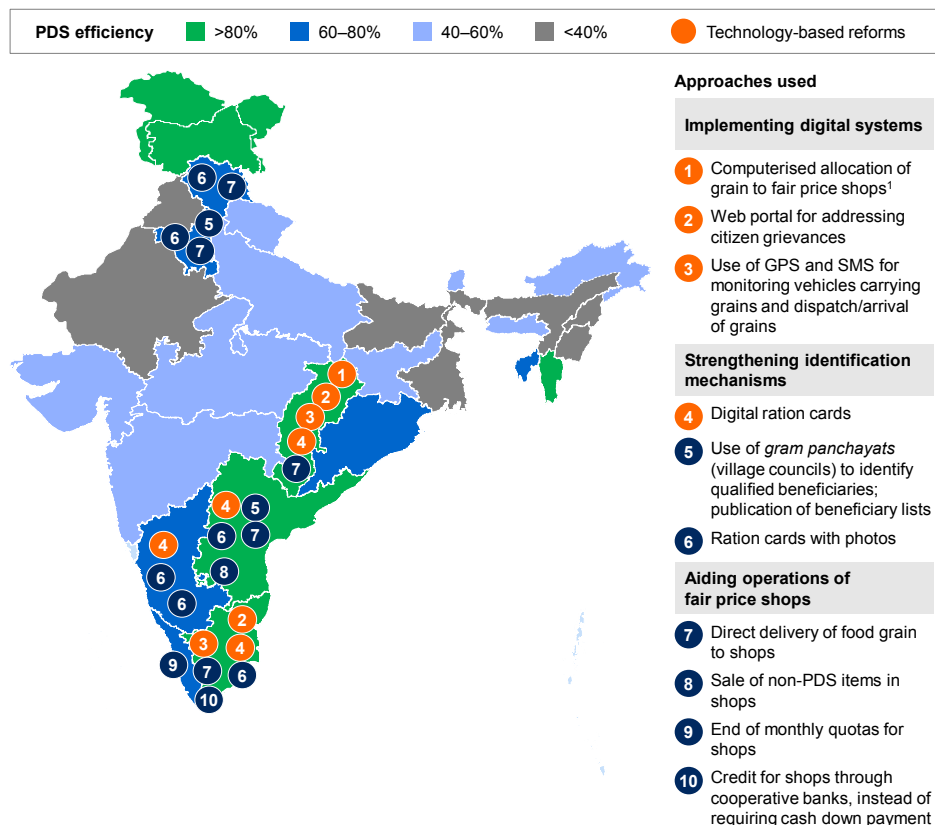 PDS efficiency >80% 60–80% 40–60% <40% Technology-based reforms
Approaches used
Implementing digital systems
1 Computerised allocation of
grain to fair price shops1
2 Web portal for addressing
citizen grievances
3 Use of GPS and SMS for
monitoring vehicles carrying
grains and dispatch/arrival
of grains
Strengthening identification
mechanisms
4 Digital ration cards
5 Use of gram panchayats
(village councils) to identify
qualified beneficiaries;
publication of beneficiary lists
6 Ration cards with photos
Aiding operations of
fair price shops
7 Direct delivery of food grain
to shops
8 Sale of non-PDS items in
shops
9 End of monthly quotas for
shops
10 Credit for shops through
cooperative banks, instead of
requiring cash down payment
6
7
5
6
7
1
2
3
4
7
4
5
6
7
8
4
6
6
2
3
4
9
7
6
10